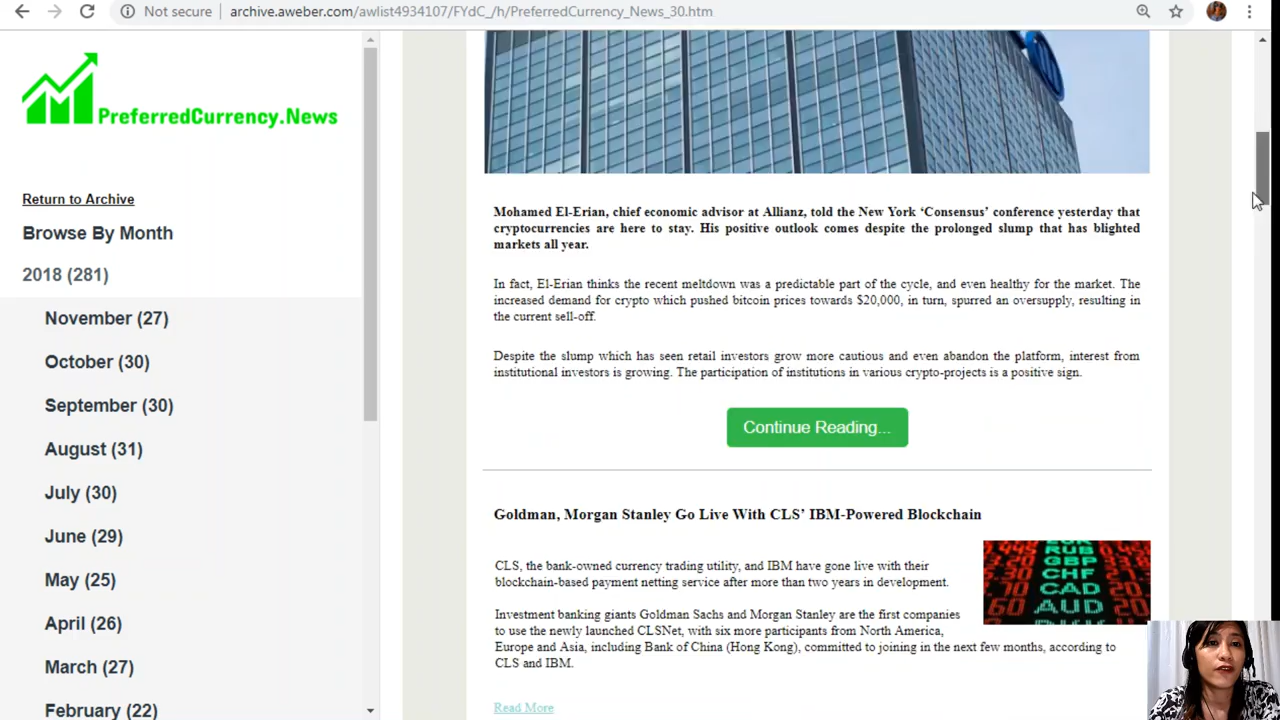 Not secure
archive.aweber.com/awlist4934107/FYdC_/h/PreferredCurrency_News_30.htm
PreferredCurrency.News
Return to Archive
Browse By Month
2018 (281)
November (27)
October (30)
September (30)
August (31)
July (30)
June (29)
May (25)
April (26)
March (27)
February (22)
Mohamed El-Erian, chief economic advisor at Allianz, told the New York ‘Consensus’ conference yesterday that
cryptocurrencies are here to stay. His positive outlook comes despite the prolonged slump that has blighted
markets all year.
In fact, El-Erian thinks the recent meltdown was a predictable part of the cycle, and even healthy for the market. The
increased demand for crypto which pushed bitcoin prices towards $20,000, in turn, spurred an oversupply, resulting in
the current sell-off.
Despite the slump which has seen retail investors grow more cautious and even abandon the platform, interest from
institutional investors is growing. The participation of institutions in various crypto-projects is a positive sign.
Continue Reading...
Goldman, Morgan Stanley Go Live With CLS’ IBM-Powered Blockchain
CLS, the bank-owned currency trading utility, and IBM have gone live with their
blockchain-based payment netting service after more than two years in development.
Investment banking giants Goldman Sachs and Morgan Stanley are the first companies
to use the newly launched CLSNet, with six more participants from North America,
Europe and Asia, including Bank of China (Hong Kong), committed to joining in the next few months, according to
CLS and IBM.
Read More
RUB
GBP
CHF
CAD
AUD